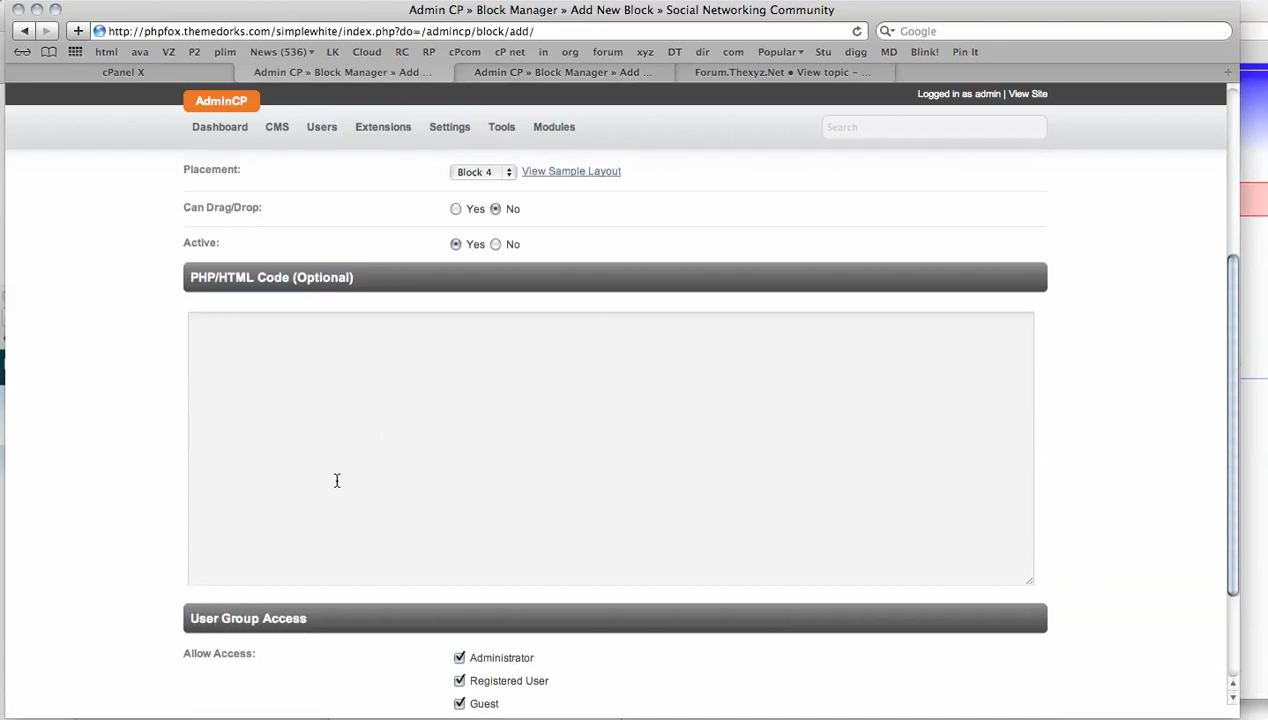 Admin CP » Block Manager » Add New Block » Social Networking Community
http://phpfox.themedorks.com/simplewhite/index.php?do=/admincp/block/add/
Google
html ava VZ P2 plim News (536) LK Cloud RC RP cPcom cP net in org forum xyz DT dir com Popular Stu digg MD Blink! Pin It
cPanel X
Admin CP » Block Manager » Add ...
Admin CP » Block Manager » Add ...
Forum.Thexyz.Net • View topic - ...
AdminCP
Logged in as admin | View Site
Dashboard CMS Users Extensions Settings Tools Modules
Search
Placement: Block 4 View Sample Layout
Can Drag/Drop: Yes No
Active: Yes No
PHP/HTML Code (Optional)
User Group Access
Allow Access: Administrator
Registered User
Guest